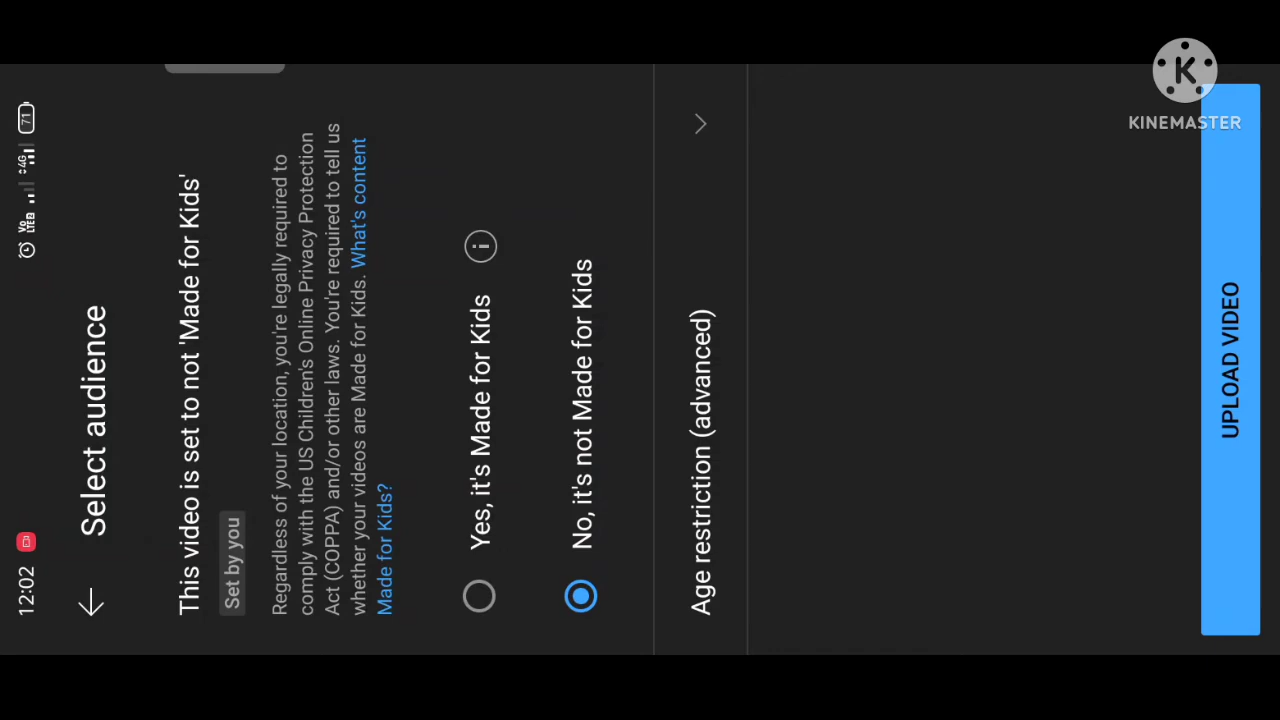 12:02
VoLTE
4G
71
Select audience
This video is set to not 'Made for Kids'
Set by you
Regardless of your location, you're legally required to
comply with the US Children's Online Privacy Protection
Act (COPPA) and/or other laws. You're required to tell us
whether your videos are Made for Kids. What's content
Made for Kids?
Yes, it's Made for Kids
No, it's not Made for Kids
Age restriction (advanced)
UPLOAD VIDEO
K
KINEMASTER